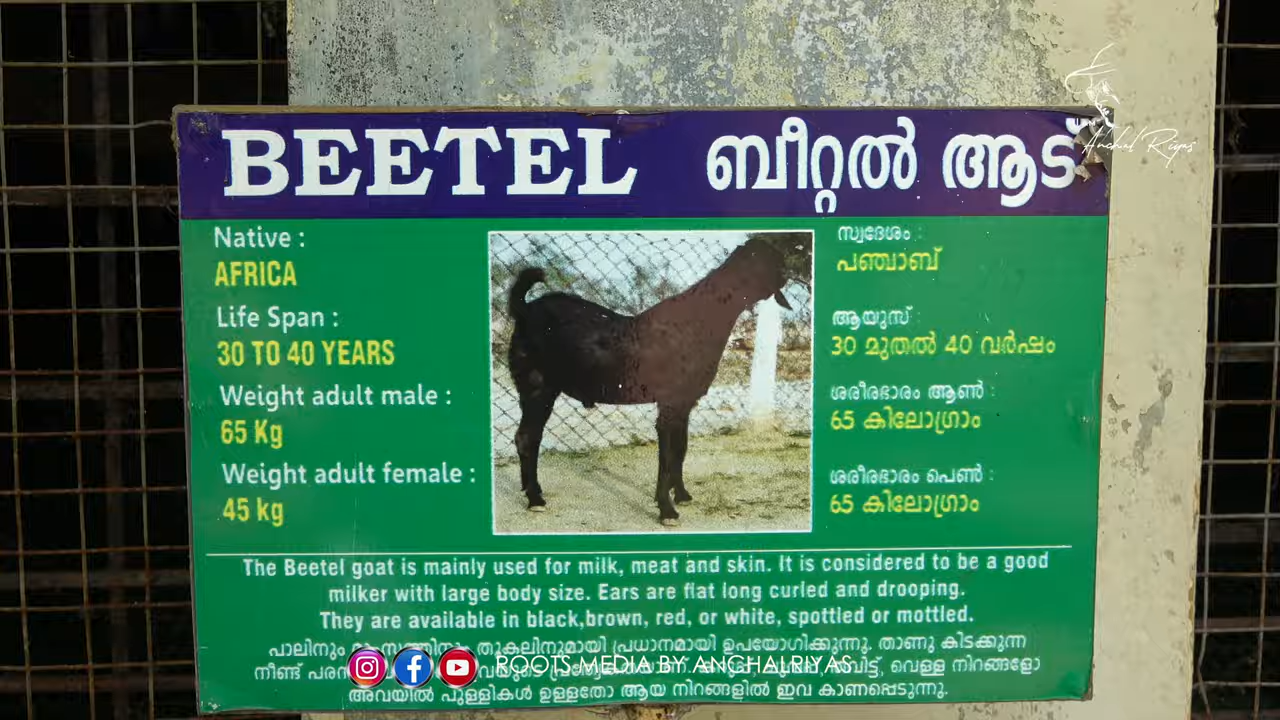 BEETEL
ബീറ്റൽ ആട്
Anchal Riyas
Native :
AFRICA
Life Span :
30 TO 40 YEARS
Weight adult male :
65 Kg
Weight adult female :
45 kg
സ്വദേശം :
പഞ്ചാബ്
ആയുസ് :
30 മുതൽ 40 വർഷം
ശരീരഭാരം ആൺ :
65 കിലോഗ്രാം
ശരീരഭാരം പെൺ :
65 കിലോഗ്രാം
The Beetel goat is mainly used for milk, meat and skin. It is considered to be a good
milker with large body size. Ears are flat long curled and drooping.
They are available in black,brown, red, or white, spottled or mottled.
പാലിനും തുകലിനുമായി പ്രധാനമായി ഉപയോഗിക്കുന്നു. താണു കിടക്കുന്ന
നീണ്ട് വെള്ള നിറങ്ങളോ
അവയിൽ പുള്ളികൾ ഉള്ളതോ ആയ നിറങ്ങളിൽ ഇവ കാണപ്പെടുന്നു.
ROOTS MEDIA BY ANCHALRIYAS